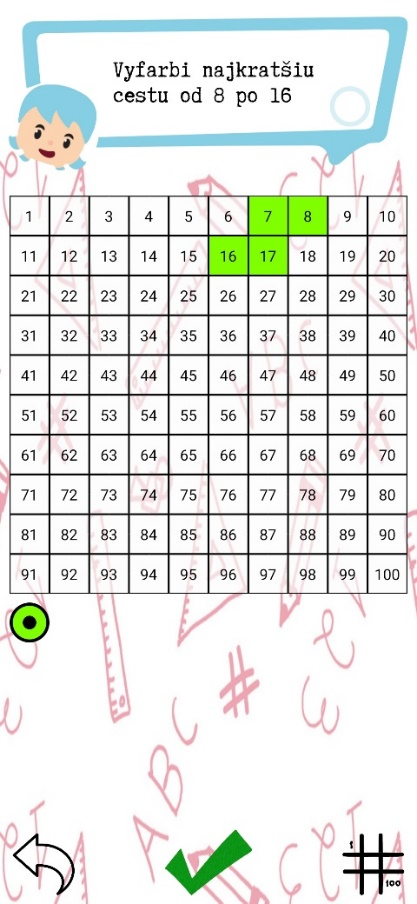 Vyfarbi najkratšiu
cestu od 8 po 16
1 2 3 4 5 6 7 8 9 10
11 12 13 14 15 16 17 18 19 20
21 22 23 24 25 26 27 28 29 30
31 32 33 34 35 36 37 38 39 40
41 42 43 44 45 46 47 48 49 50
51 52 53 54 55 56 57 58 59 60
61 62 63 64 65 66 67 68 69 70
71 72 73 74 75 76 77 78 79 80
81 82 83 84 85 86 87 88 89 90
91 92 93 94 95 96 97 98 99 100
#
A B C
1
100